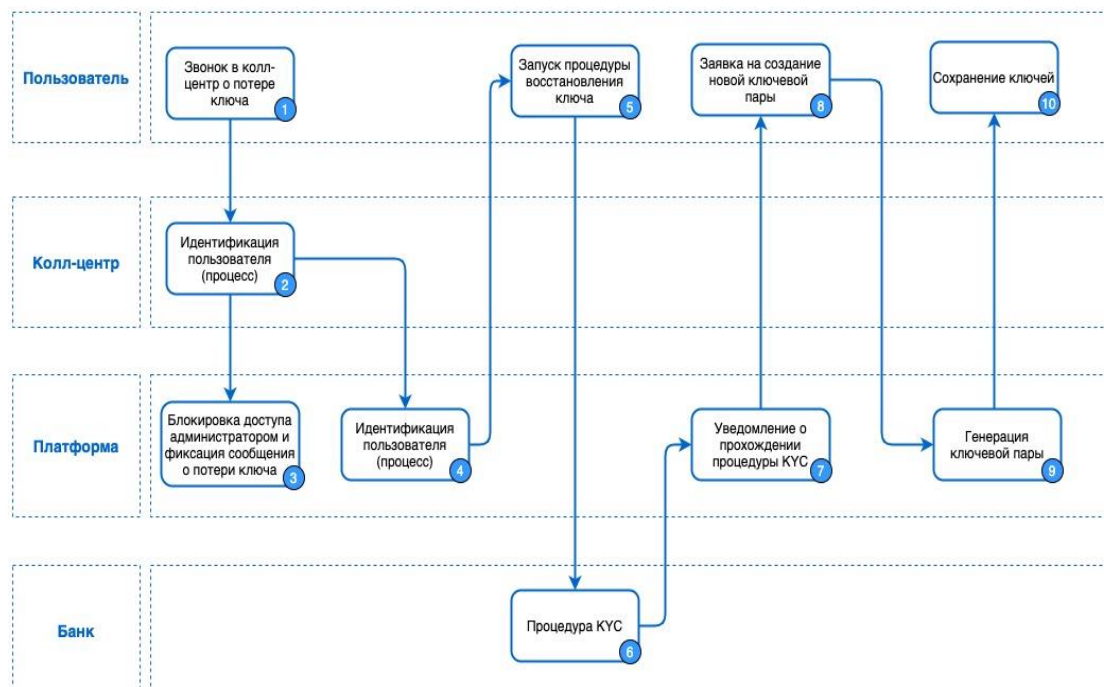 Пользователь
Звонок в колл-
центр о потере
ключа
1
Запуск процедуры
восстановления
ключа
5
Заявка на создание
новой ключевой
пары
8
Сохранение ключей
10
Колл-центр
Идентификация
пользователя
(процесс)
2
Платформа
Блокировка доступа
администратором и
фиксация сообщения
о потери ключа
3
Идентификация
пользователя
(процесс)
4
Уведомление о
прохождении
процедуры KYC
7
Генерация
ключевой пары
9
Банк
Процедура KYC
6